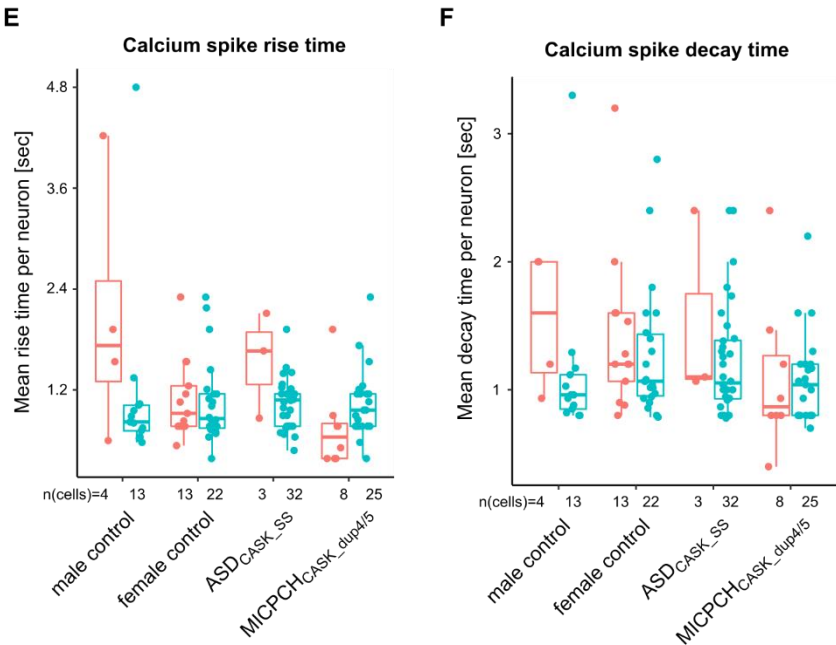 E
Calcium spike rise time
Mean rise time per neuron [sec]
4.8
3.6
2.4
1.2
n(cells)=4 13 13 22 3 32 8 25
male control
female control
ASDCASK_SS
MICPCHCASK_dup4/5
F
Calcium spike decay time
Mean decay time per neuron [sec]
3
2
1
n(cells)=4 13 13 22 3 32 8 25
male control
female control
ASDCASK_SS
MICPCHCASK_dup4/5